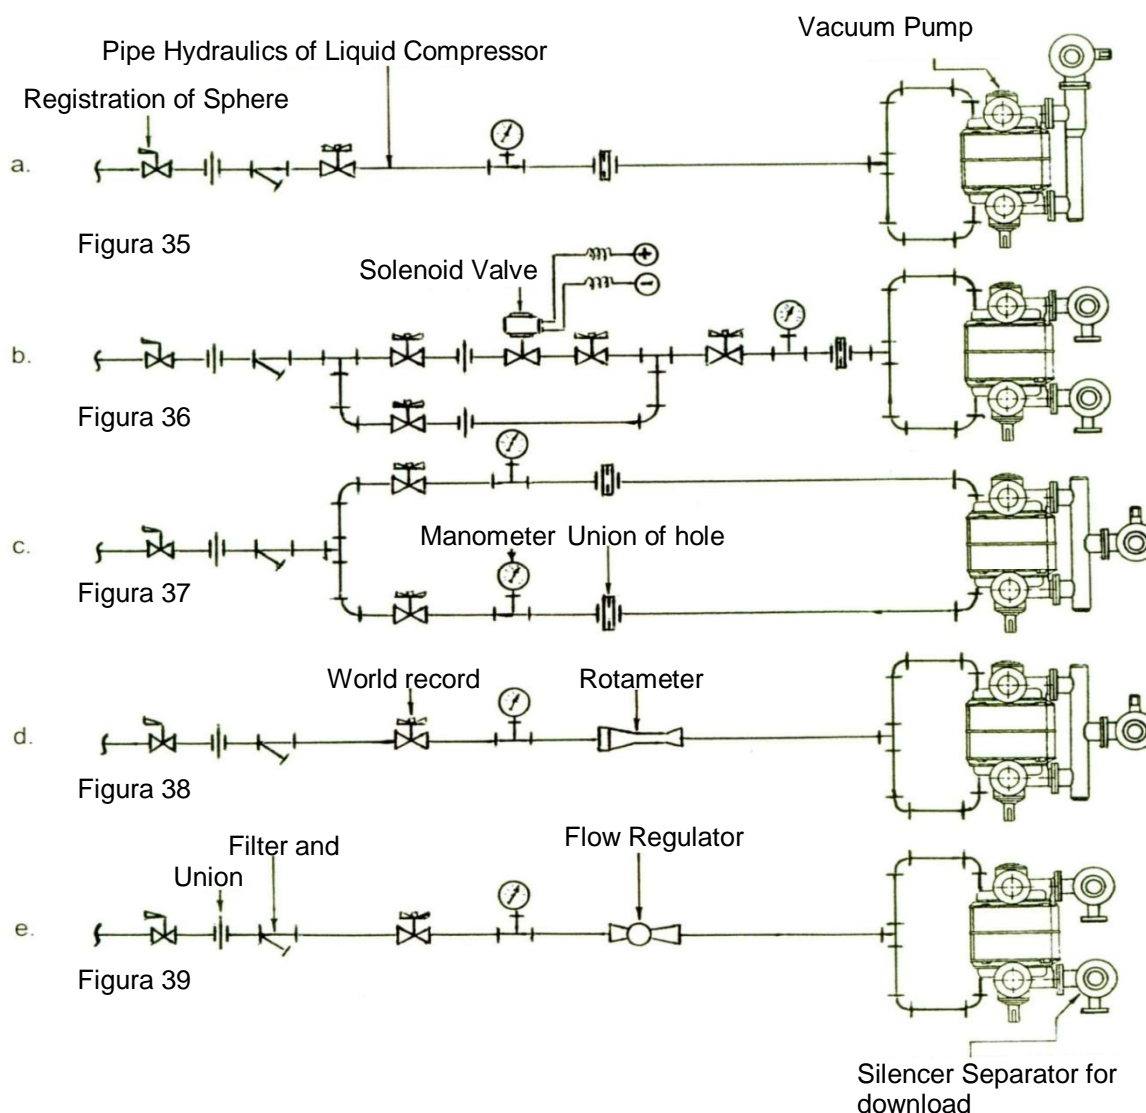 Vacuum Pump
Pipe Hydraulics of Liquid Compressor
Registration of Sphere
a.
Figura 35
Solenoid Valve
+
−
b.
Figura 36
Manometer Union of hole
c.
Figura 37
World record
Rotameter
d.
Figura 38
Flow Regulator
Filter and
Union
e.
Figura 39
Silencer Separator for
download